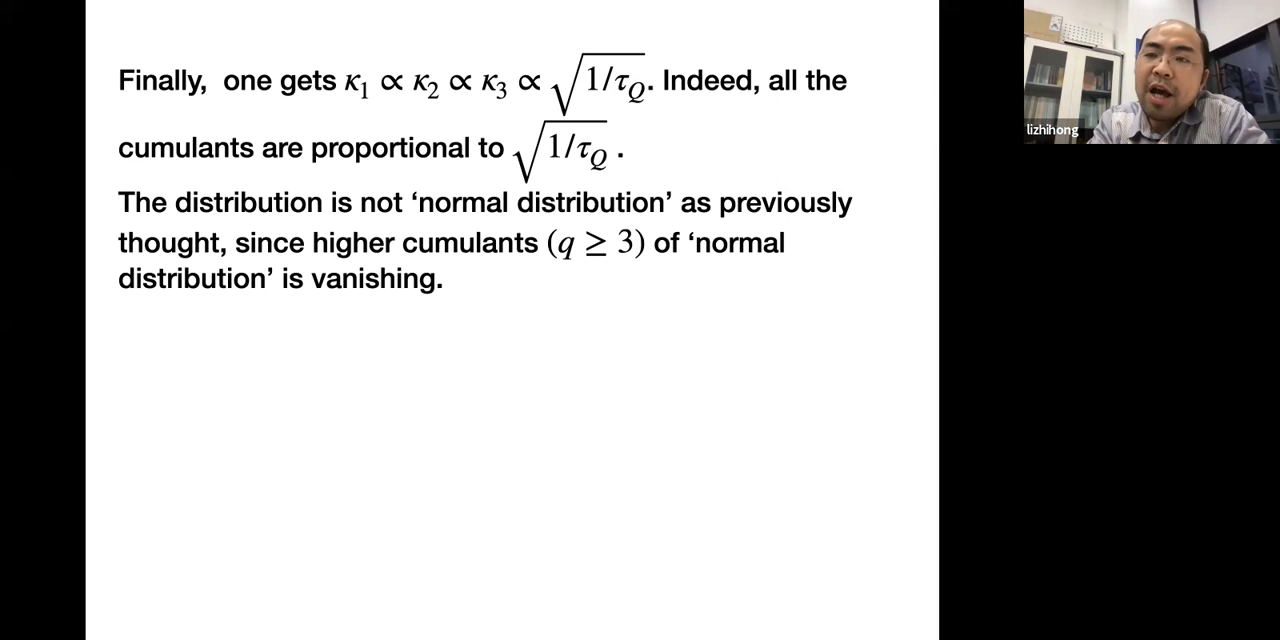 Finally, one gets κ₁ ∝ κ₂ ∝ κ₃ ∝ √(1/τ_Q). Indeed, all the
cumulants are proportional to √(1/τ_Q) .
The distribution is not ‘normal distribution’ as previously
thought, since higher cumulants (q ≥ 3) of ‘normal
distribution’ is vanishing.
lizhihong